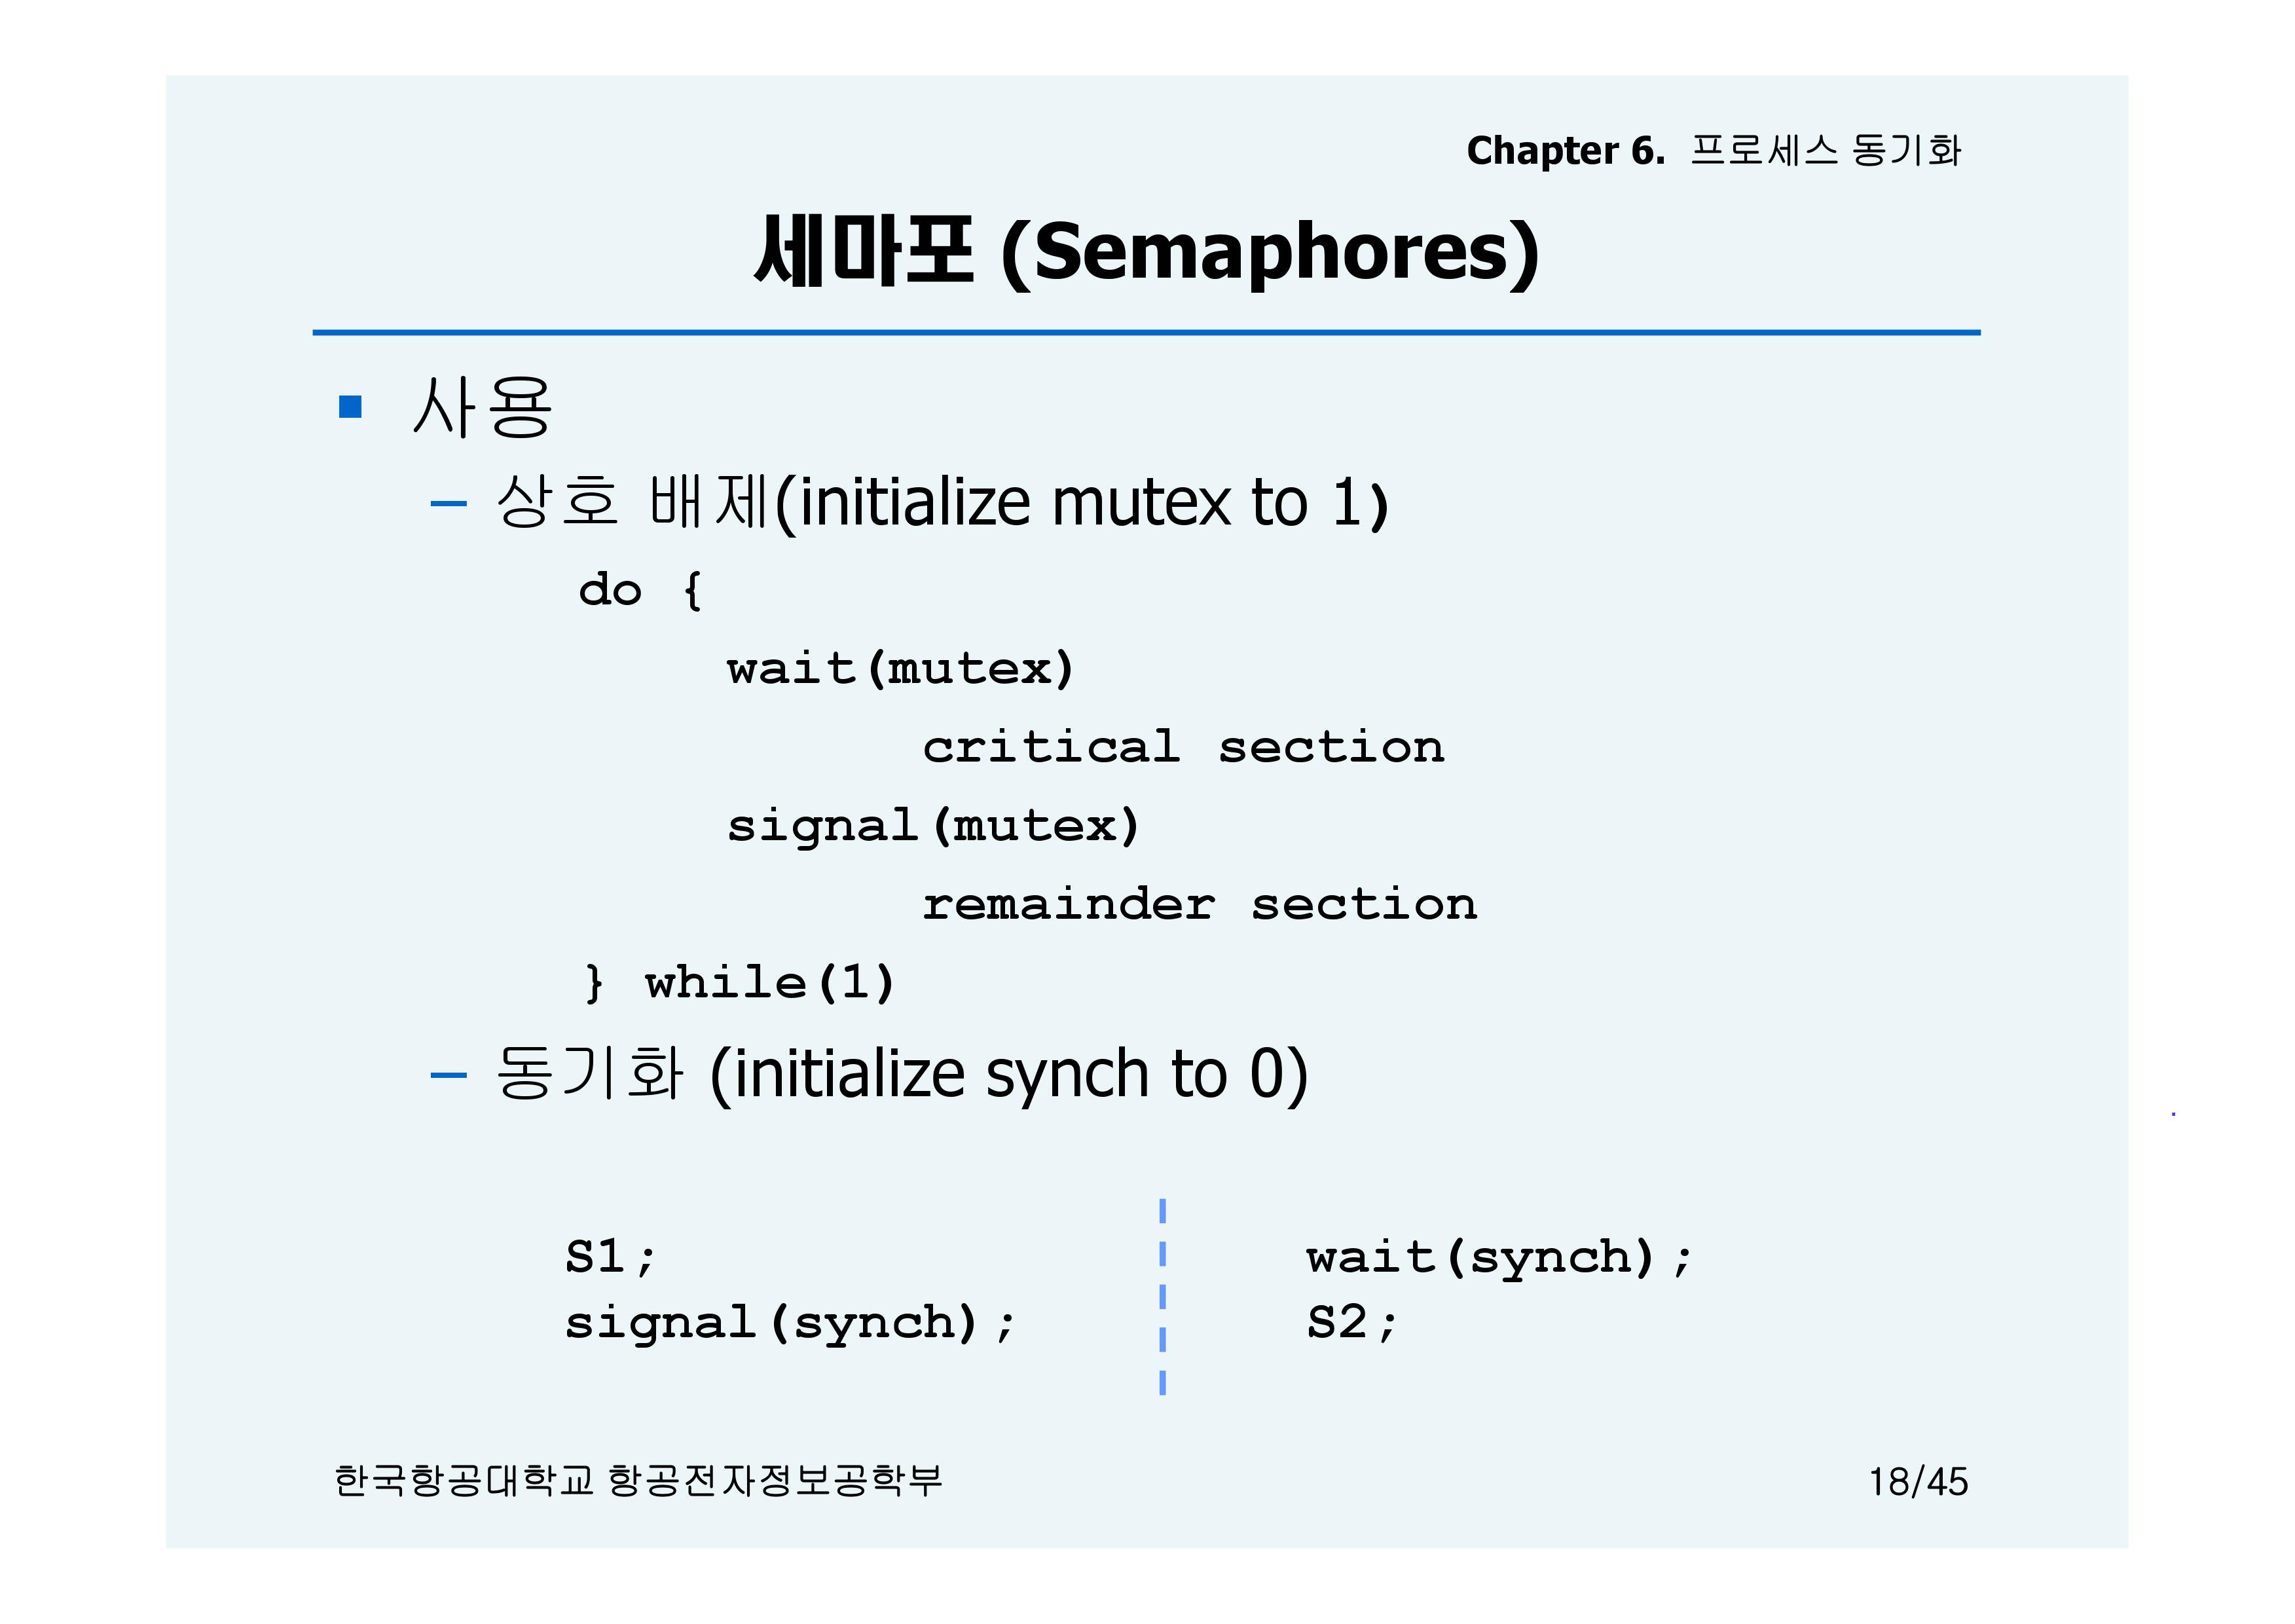 Chapter 6. 프로세스 동기화
세마포 (Semaphores)
사용
– 상호 배제(initialize mutex to 1)
do {
wait(mutex)
critical section
signal(mutex)
remainder section
} while(1)
– 동기화 (initialize synch to 0)
S1; wait(synch);
signal(synch); S2;
한국항공대학교 항공전자정보공학부 18/45